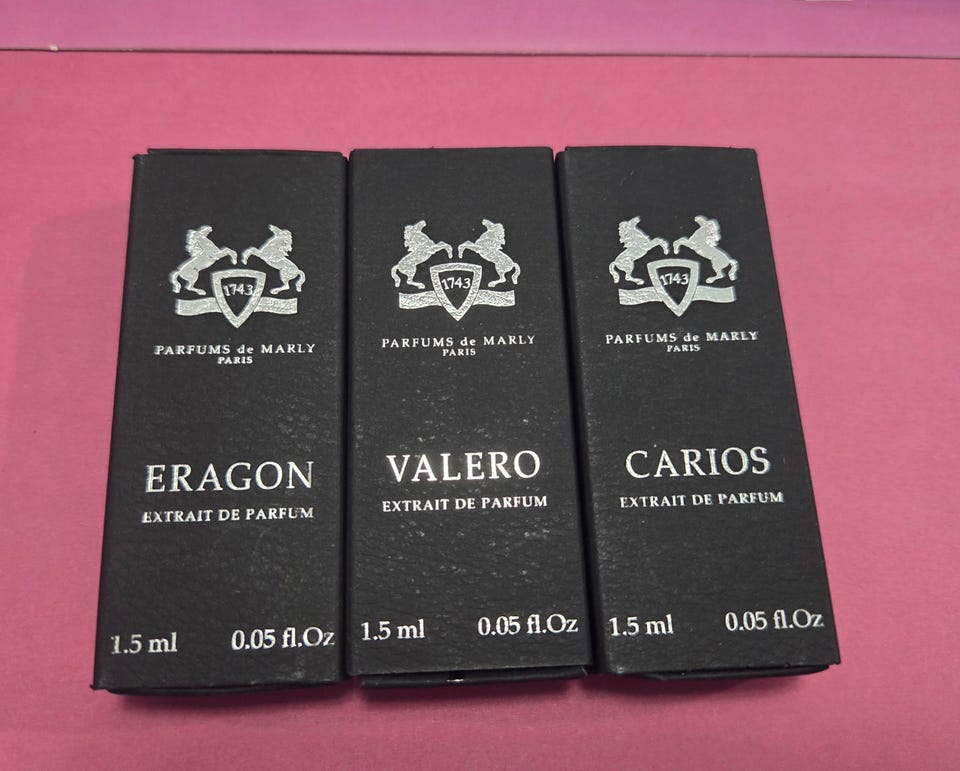 1743
PARFUMS de MARLY
PARIS
ERAGON
EXTRAIT DE PARFUM
1.5 ml 0.05 fl.Oz
1743
PARFUMS de MARLY
PARIS
VALERO
EXTRAIT DE PARFUM
1.5 ml 0.05 fl.Oz
1743
PARFUMS de MARLY
PARIS
CARIOS
EXTRAIT DE PARFUM
1.5 ml 0.05 fl.Oz